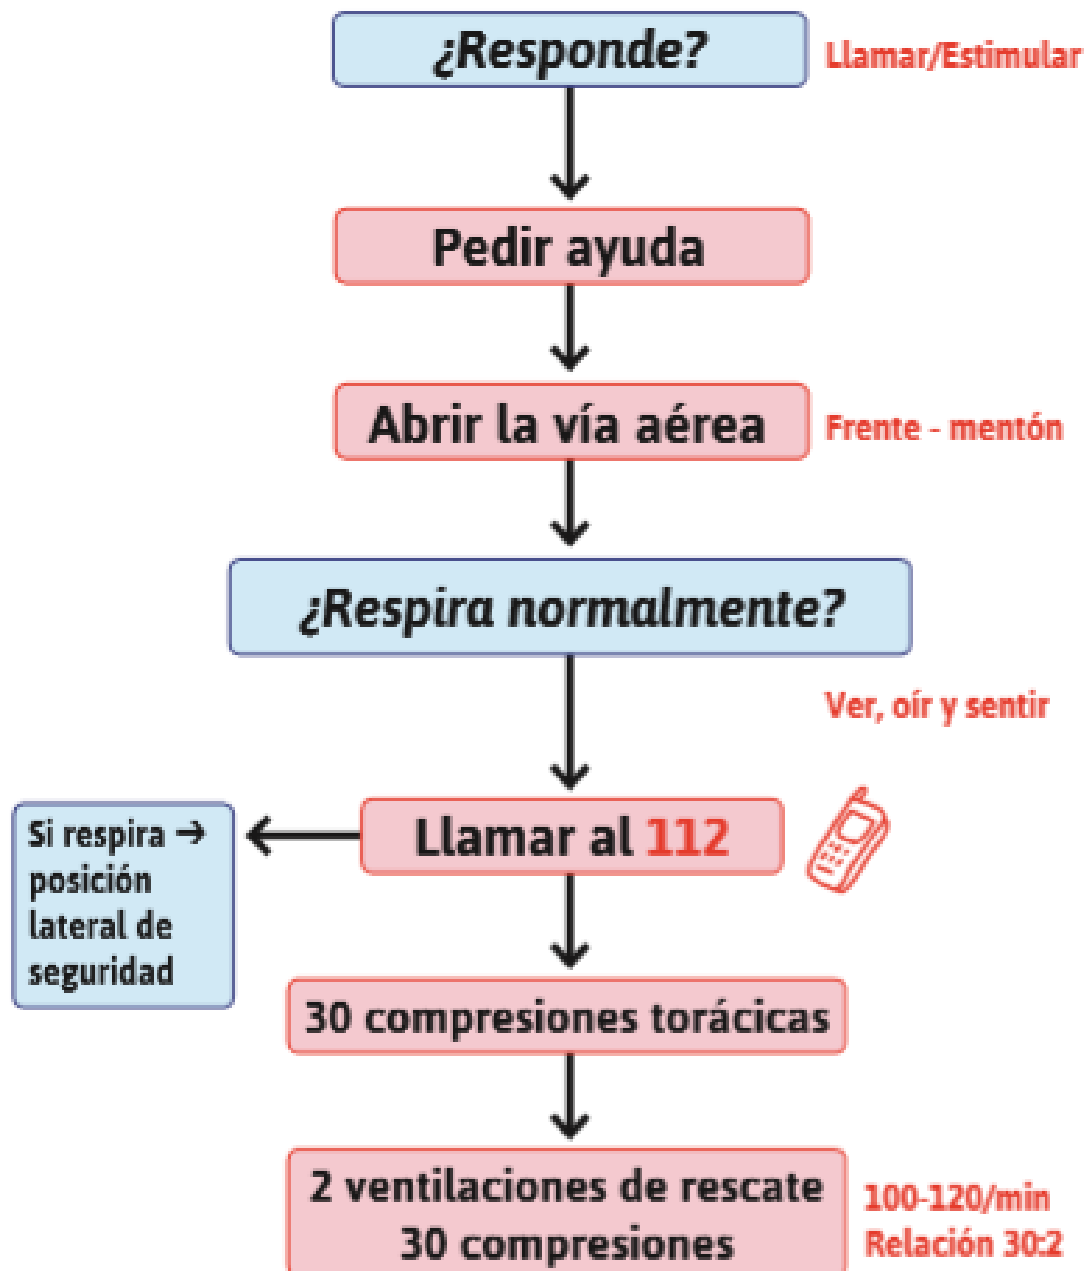 ¿Responde?
Llamar/Estimular
Pedir ayuda
Abrir la vía aérea
Frente - mentón
¿Respira normalmente?
Ver, oír y sentir
Si respira →
posición
lateral de
seguridad
Llamar al 112
30 compresiones torácicas
2 ventilaciones de rescate
30 compresiones
100-120/min
Relación 30:2